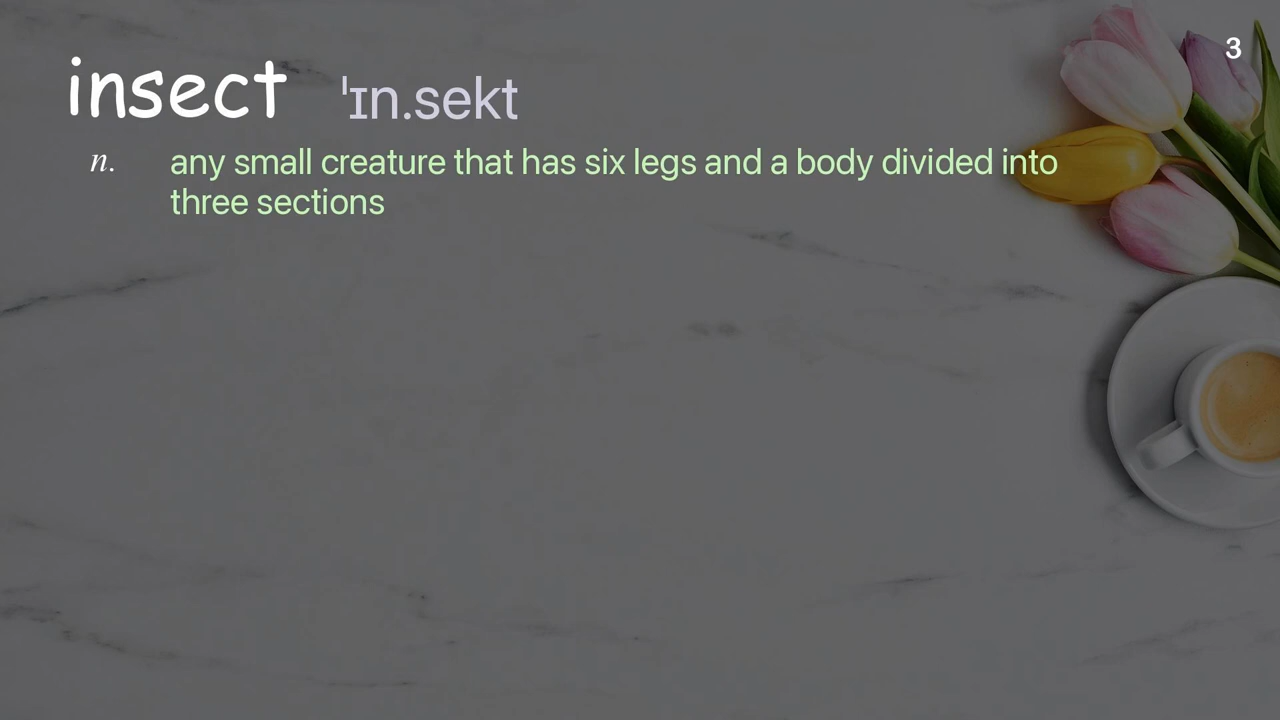 3
insect ˈɪn.sekt
n. any small creature that has six legs and a body divided into
three sections